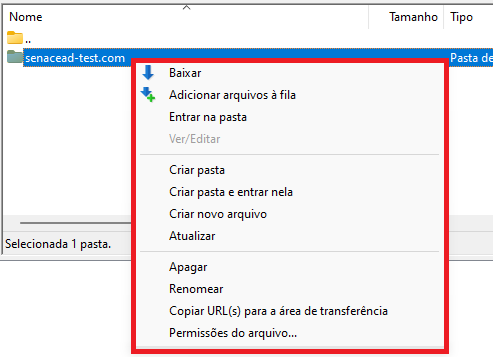 Nome Tamanho Tipo
..
senacead-test.com Pasta de
Baixar
Adicionar arquivos à fila
Entrar na pasta
Ver/Editar
Criar pasta
Criar pasta e entrar nela
Criar novo arquivo
Atualizar
Selecionada 1 pasta.
Apagar
Renomear
Copiar URL(s) para a área de transferência
Permissões do arquivo...